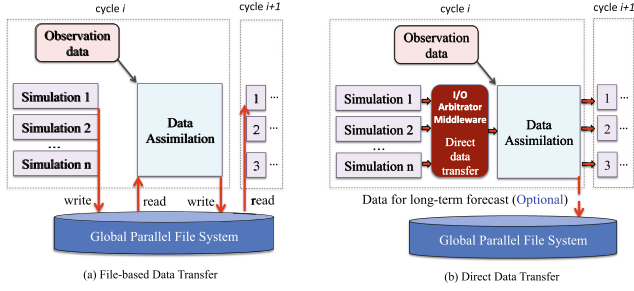 cycle i
cycle i+1
Observation
data
Simulation 1
Simulation 2
...
Simulation n
Data
Assimilation
1 ...
2 ...
3 ...
write
read
write
read
Global Parallel File System
(a) File-based Data Transfer
cycle i
cycle i+1
Observation
data
Simulation 1
Simulation 2
...
Simulation n
I/O
Arbitrator
Middleware
Direct
data
transfer
Data
Assimilation
1 ...
2 ...
3 ...
Data for long-term forecast (Optional)
Global Parallel File System
(b) Direct Data Transfer